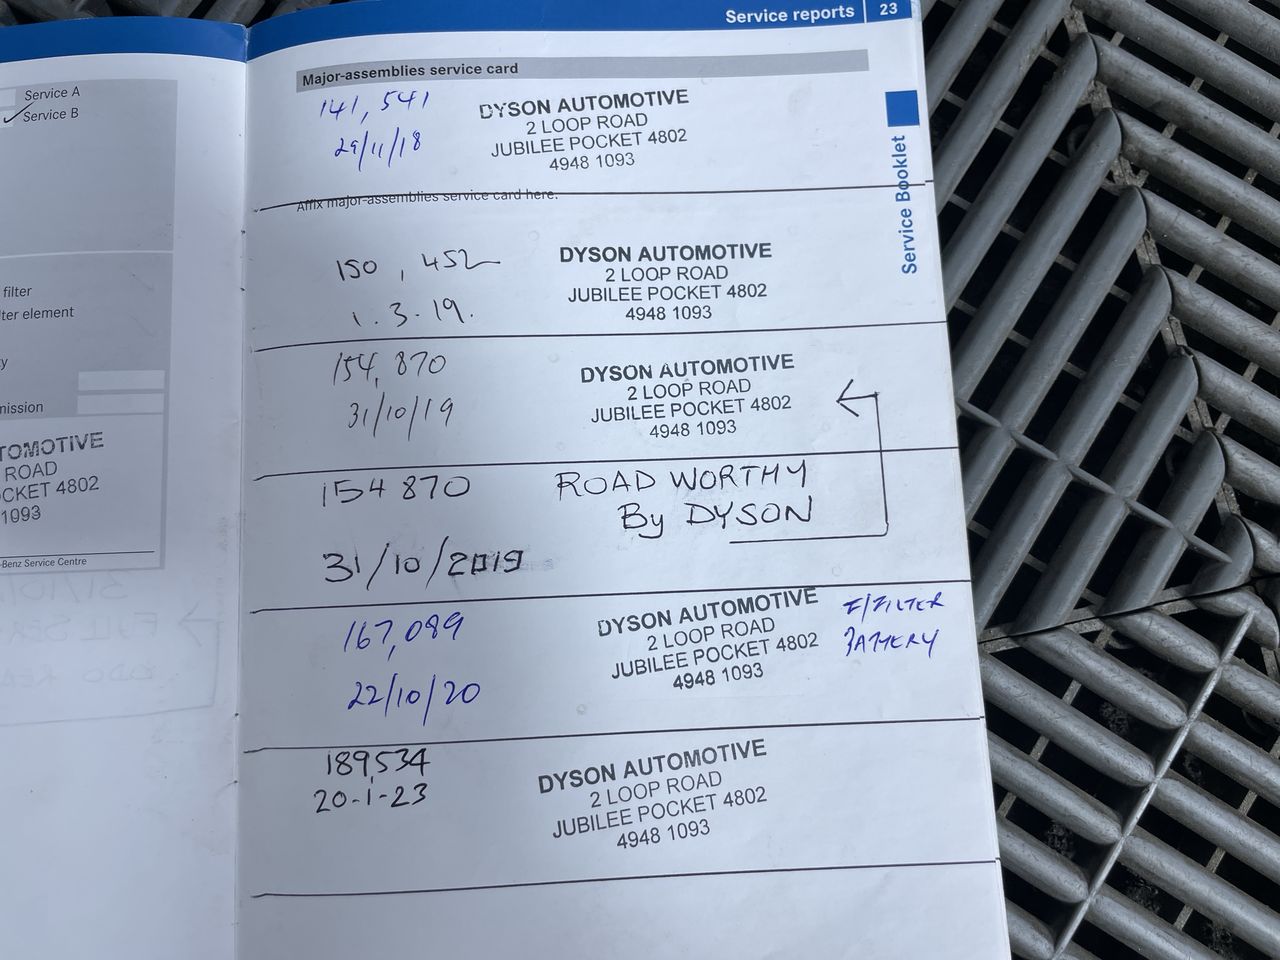 Service A
Service B
filter
ter element
y
mission
TOMOTIVE
ROAD
CKET 4802
1093
-Benz Service Centre
Service reports 23
Major-assemblies service card
141,541
29/11/18
DYSON AUTOMOTIVE
2 LOOP ROAD
JUBILEE POCKET 4802
4948 1093
Affix major-assemblies service card here.
150,452
1.3.19.
DYSON AUTOMOTIVE
2 LOOP ROAD
JUBILEE POCKET 4802
4948 1093
154,870
31/10/19
DYSON AUTOMOTIVE
2 LOOP ROAD
JUBILEE POCKET 4802
4948 1093
154870
31/10/2019
ROAD WORTHY
By DYSON
167,089
22/10/20
DYSON AUTOMOTIVE
2 LOOP ROAD
JUBILEE POCKET 4802
4948 1093
F/FILTER
BATTERY
189,534
20-1-23
DYSON AUTOMOTIVE
2 LOOP ROAD
JUBILEE POCKET 4802
4948 1093
Service Booklet